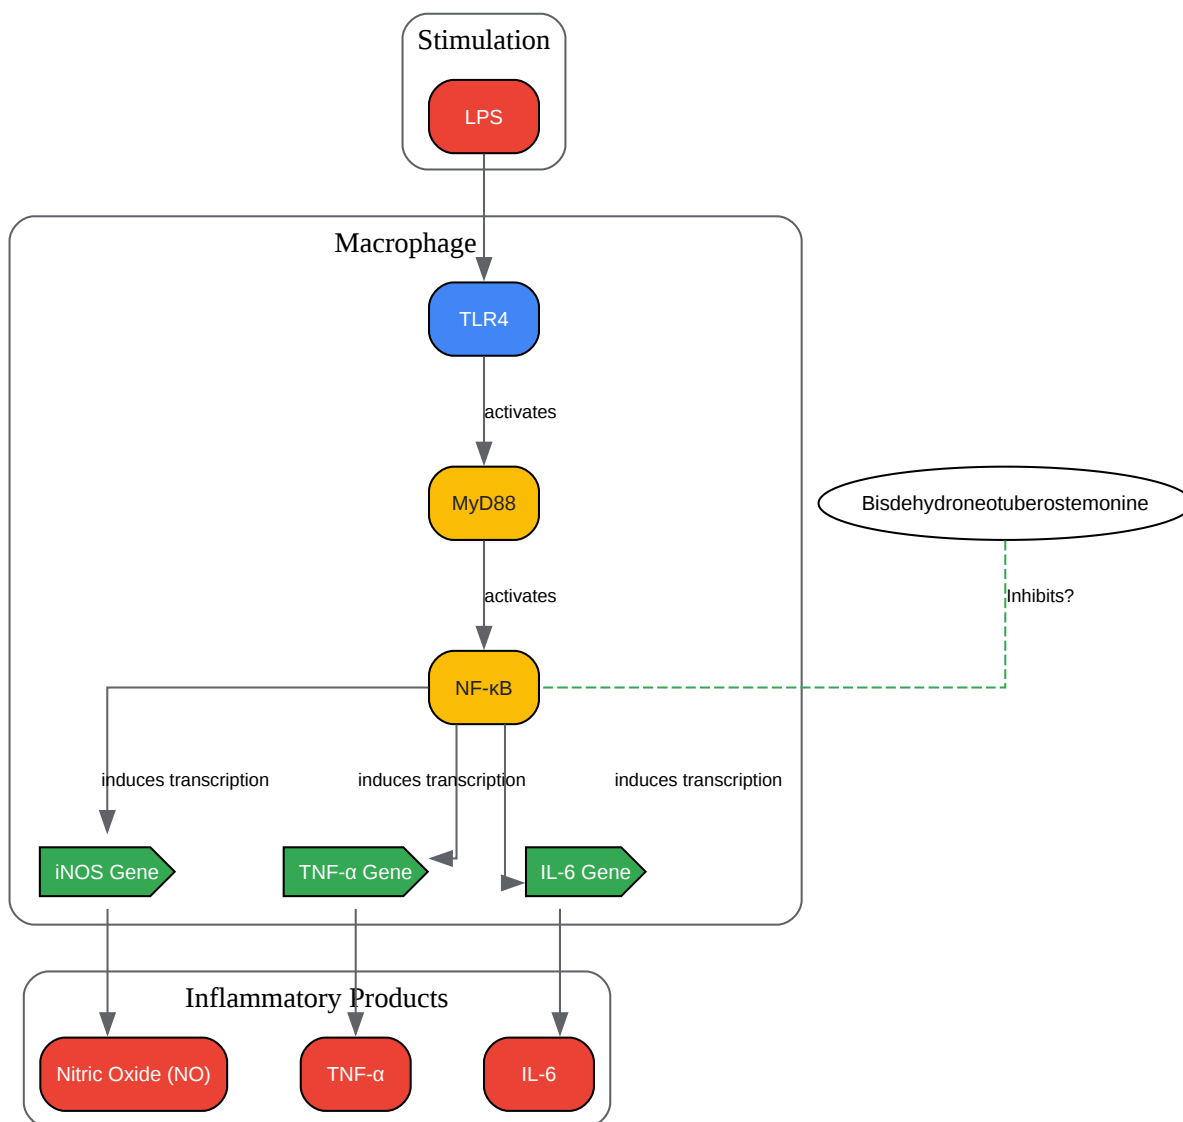 Stimulation
LPS
Macrophage
TLR4
activates
MyD88
Bisdehydroneotuberostemonine
activates
Inhibits?
NF-κB
induces transcription
induces transcription
induces transcription
iNOS Gene
TNF-α Gene
IL-6 Gene
Inflammatory Products
Nitric Oxide (NO)
TNF-α
IL-6